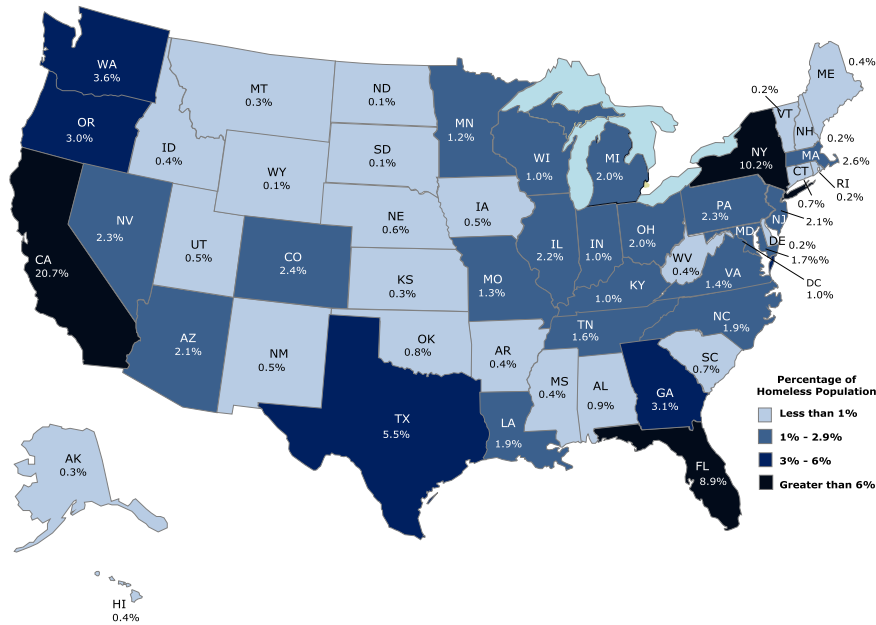 WA
3.6%
OR
3.0%
CA
20.7%
NV
2.3%
ID
0.4%
MT
0.3%
WY
0.1%
UT
0.5%
CO
2.4%
AZ
2.1%
NM
0.5%
ND
0.1%
SD
0.1%
NE
0.6%
KS
0.3%
OK
0.8%
TX
5.5%
MN
1.2%
IA
0.5%
MO
1.3%
AR
0.4%
LA
1.9%
WI
1.0%
IL
2.2%
MI
2.0%
IN
1.0%
OH
2.0%
KY
1.0%
TN
1.6%
MS
0.4%
AL
0.9%
GA
3.1%
FL
8.9%
SC
0.7%
NC
1.9%
VA
1.4%
WV
0.4%
PA
2.3%
NY
10.2%
VT
0.2%
NH
0.2%
ME
0.4%
MA
2.6%
RI
0.2%
CT
0.7%
NJ
2.1%
DE
0.2%
MD
1.7%%
DC
1.0%
AK
0.3%
HI
0.4%
Percentage of
Homeless Population
Less than 1%
1% - 2.9%
3% - 6%
Greater than 6%